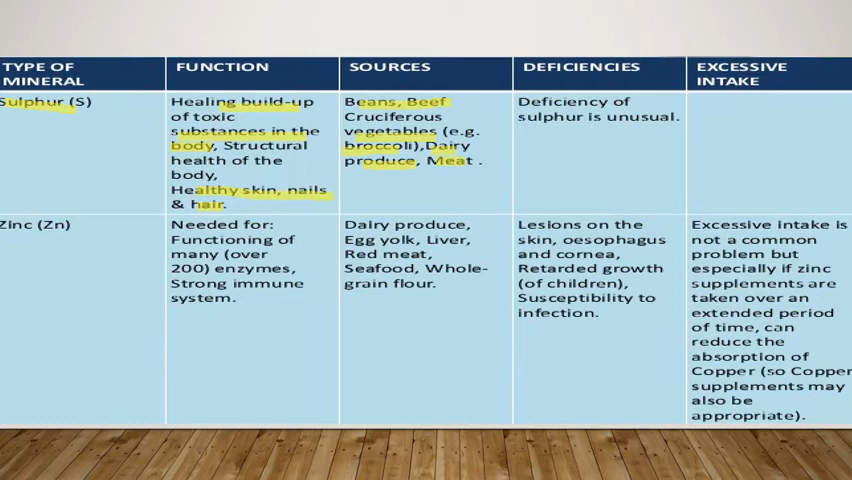 TYPE OF
MINERAL
FUNCTION
SOURCES
DEFICIENCIES
EXCESSIVE
INTAKE
Sulphur (S)
Healing build-up
of toxic
substances in the
body, Structural
health of the
body,
Healthy skin, nails
& hair.
Beans, Beef
Cruciferous
vegetables (e.g.
broccoli),Dairy
produce, Meat .
Deficiency of
sulphur is unusual.
Zinc (Zn)
Needed for:
Functioning of
many (over
200) enzymes,
Strong immune
system.
Dairy produce,
Egg yolk, Liver,
Red meat,
Seafood, Whole-
grain flour.
Lesions on the
skin, oesophagus
and cornea,
Retarded growth
(of children),
Susceptibility to
infection.
Excessive intake is
not a common
problem but
especially if zinc
supplements are
taken over an
extended period
of time, can
reduce the
absorption of
Copper (so Copper
supplements may
also be
appropriate).